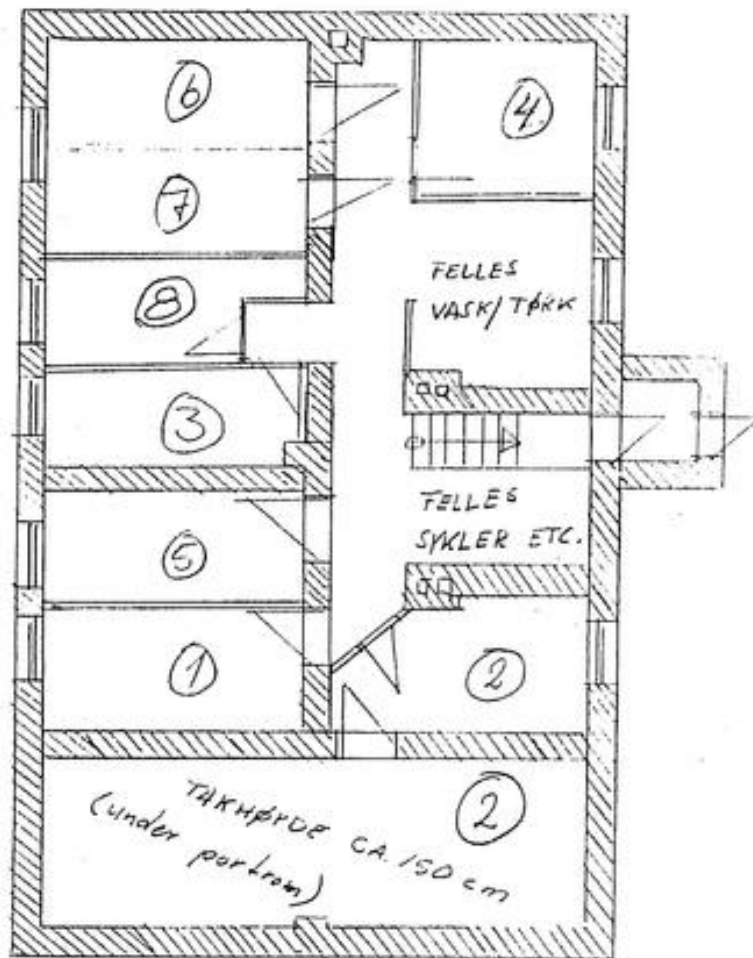 6
4.
7
FELLES
VASK/TØRK
8
3
FELLES
SYKLER ETC.
5
1
2
TAKHØYDE CA. 150 cm
(under portrom)
2